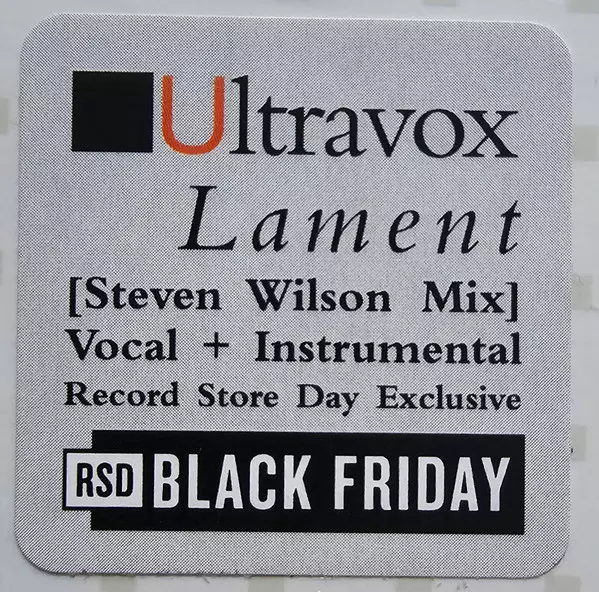 Ultravox
Lament
[Steven Wilson Mix]
Vocal + Instrumental
Record Store Day Exclusive
RSD BLACK FRIDAY